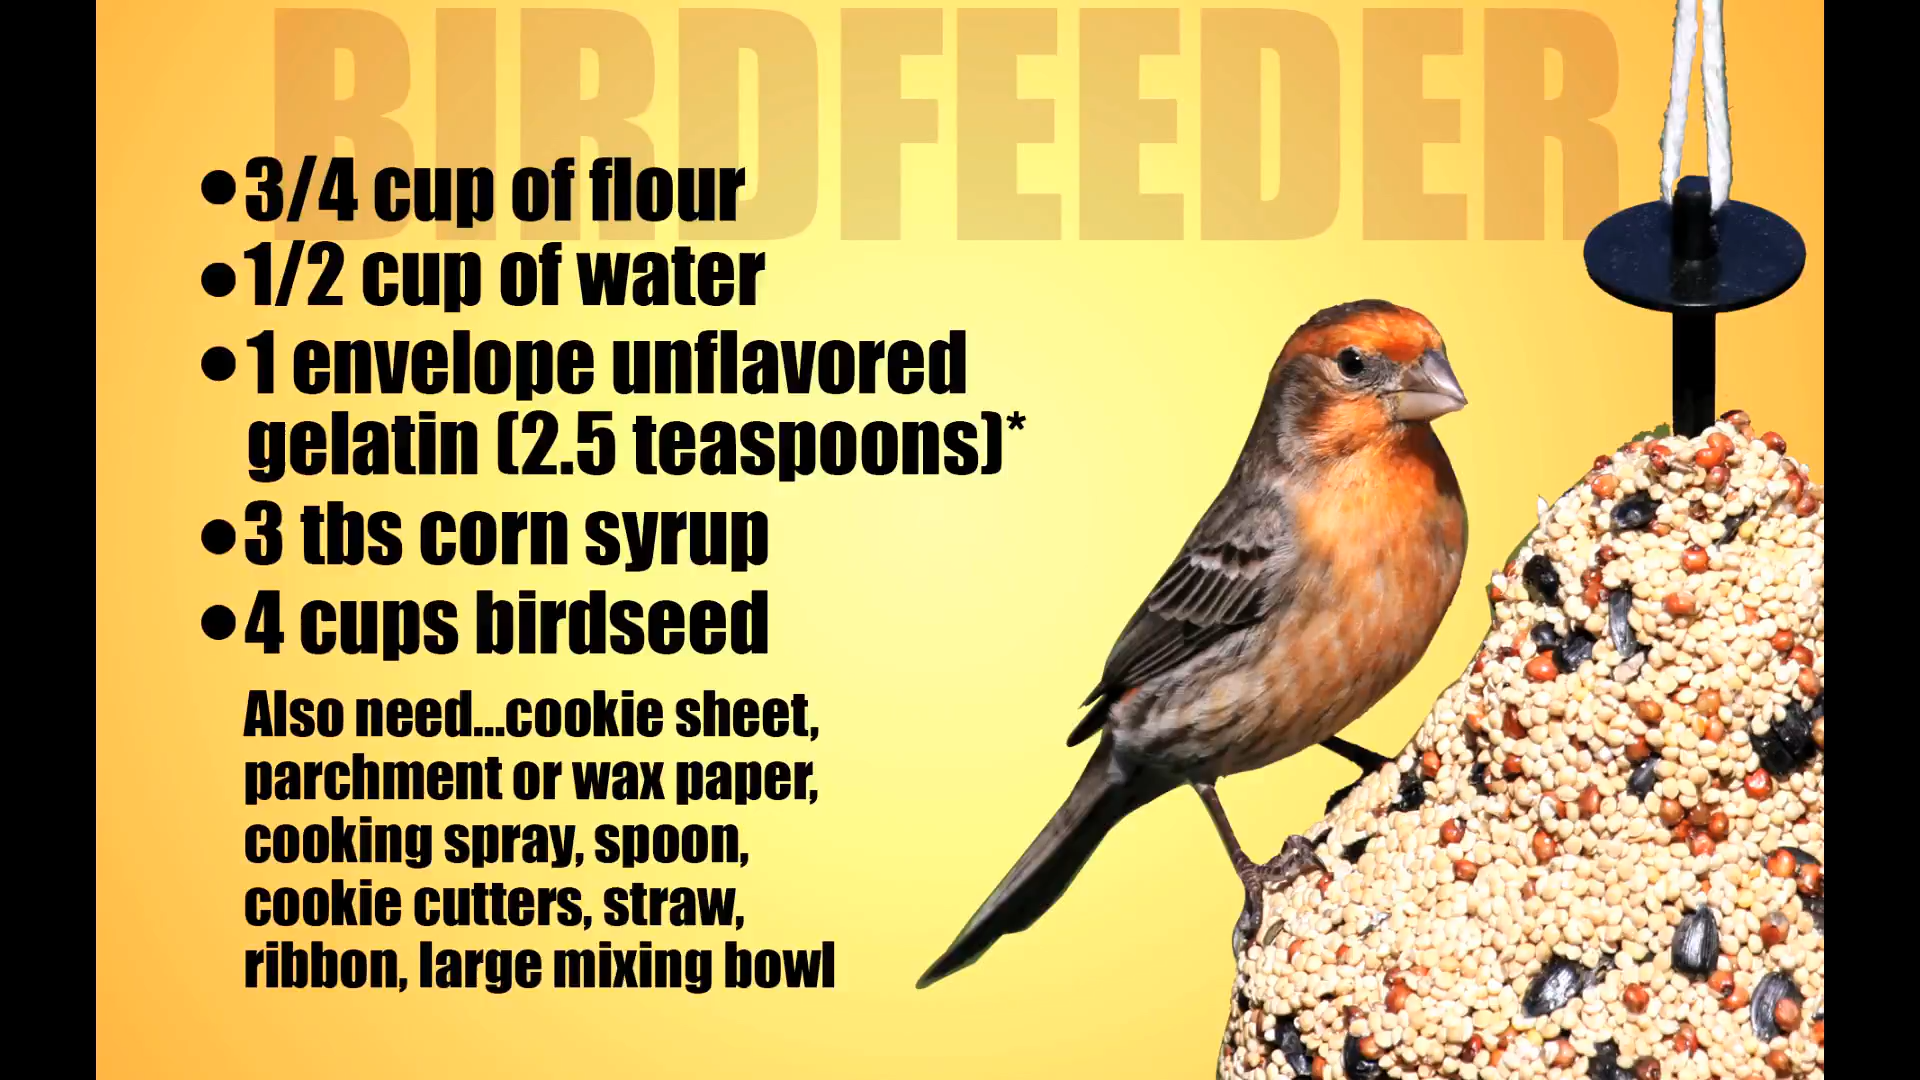 BIRDFEEDER
•3/4 cup of flour
•1/2 cup of water
•1 envelope unflavored
gelatin (2.5 teaspoons)*
•3 tbs corn syrup
•4 cups birdseed
Also need...cookie sheet,
parchment or wax paper,
cooking spray, spoon,
cookie cutters, straw,
ribbon, large mixing bowl